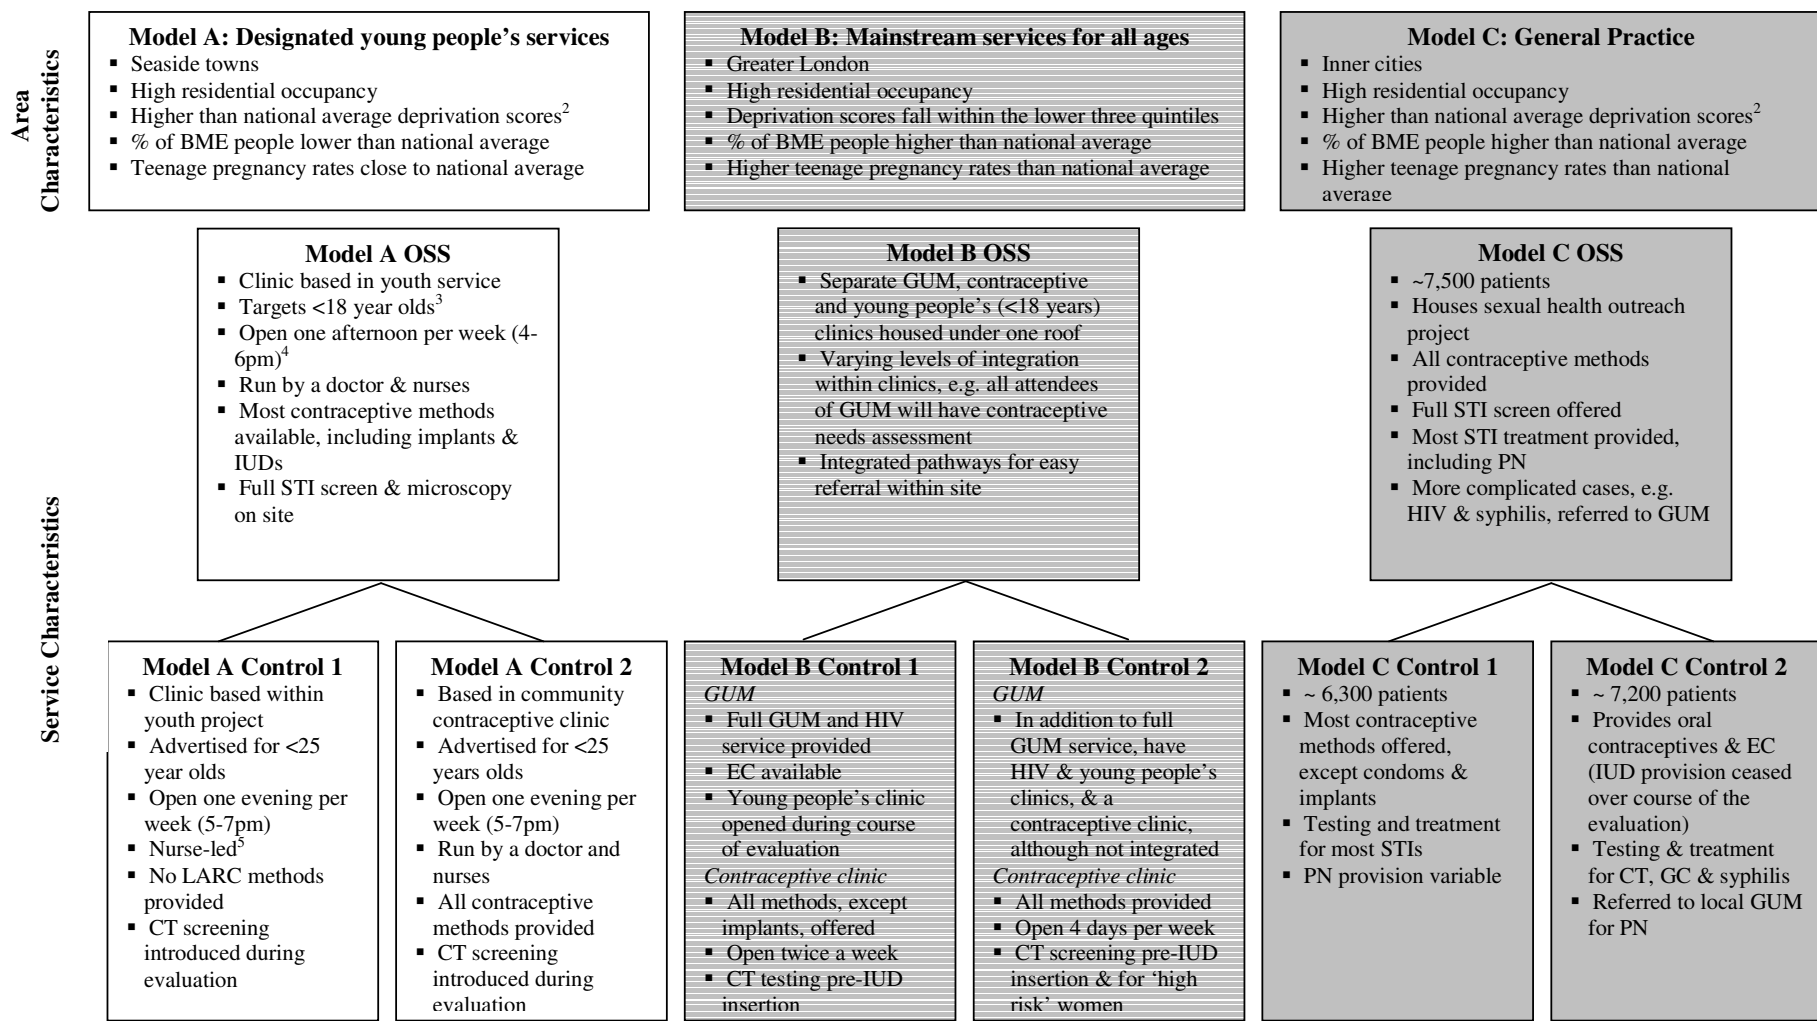 Area
Characteristics
Model A: Designated young people’s services
▪ Seaside towns
▪ High residential occupancy
▪ Higher than national average deprivation scores²
▪ % of BME people lower than national average
▪ Teenage pregnancy rates close to national average
Model B: Mainstream services for all ages
▪ Greater London
▪ High residential occupancy
▪ Deprivation scores fall within the lower three quintiles
▪ % of BME people higher than national average
▪ Higher teenage pregnancy rates than national average
Model C: General Practice
▪ Inner cities
▪ High residential occupancy
▪ Higher than national average deprivation scores²
▪ % of BME people higher than national average
▪ Higher teenage pregnancy rates than national
average
Service Characteristics
Model A OSS
▪ Clinic based in youth service
▪ Targets <18 year olds³
▪ Open one afternoon per week (4-
6pm)⁴
▪ Run by a doctor & nurses
▪ Most contraceptive methods
available, including implants &
IUDs
▪ Full STI screen & microscopy
on site
Model B OSS
▪ Separate GUM, contraceptive
and young people’s (<18 years)
clinics housed under one roof
▪ Varying levels of integration
within clinics, e.g. all attendees
of GUM will have contraceptive
needs assessment
▪ Integrated pathways for easy
referral within site
Model C OSS
▪ ~7,500 patients
▪ Houses sexual health outreach
project
▪ All contraceptive methods
provided
▪ Full STI screen offered
▪ Most STI treatment provided,
including PN
▪ More complicated cases, e.g.
HIV & syphilis, referred to GUM
Model A Control 1
▪ Clinic based within
youth project
▪ Advertised for <25
year olds
▪ Open one evening per
week (5-7pm)
▪ Nurse-led⁵
▪ No LARC methods
provided
▪ CT screening
introduced during
evaluation
Model A Control 2
▪ Based in community
contraceptive clinic
▪ Advertised for <25
years olds
▪ Open one evening per
week (5-7pm)
▪ Run by a doctor and
nurses
▪ All contraceptive
methods provided
▪ CT screening
introduced during
evaluation
Model B Control 1
GUM
▪ Full GUM and HIV
service provided
▪ EC available
▪ Young people’s clinic
opened during course
of evaluation
Contraceptive clinic
▪ All methods, except
implants, offered
▪ Open twice a week
▪ CT testing pre-IUD
insertion
Model B Control 2
GUM
▪ In addition to full
GUM service, have
HIV & young people’s
clinics, & a
contraceptive clinic,
although not integrated
Contraceptive clinic
▪ All methods provided
▪ Open 4 days per week
▪ CT screening pre-IUD
insertion & for ‘high
risk’ women
Model C Control 1
▪ ~ 6,300 patients
▪ Most contraceptive
methods offered,
except condoms &
implants
▪ Testing and treatment
for most STIs
▪ PN provision variable
Model C Control 2
▪ ~ 7,200 patients
▪ Provides oral
contraceptives & EC
(IUD provision ceased
over course of the
evaluation)
▪ Testing & treatment
for CT, GC & syphilis
▪ Referred to local GUM
for PN